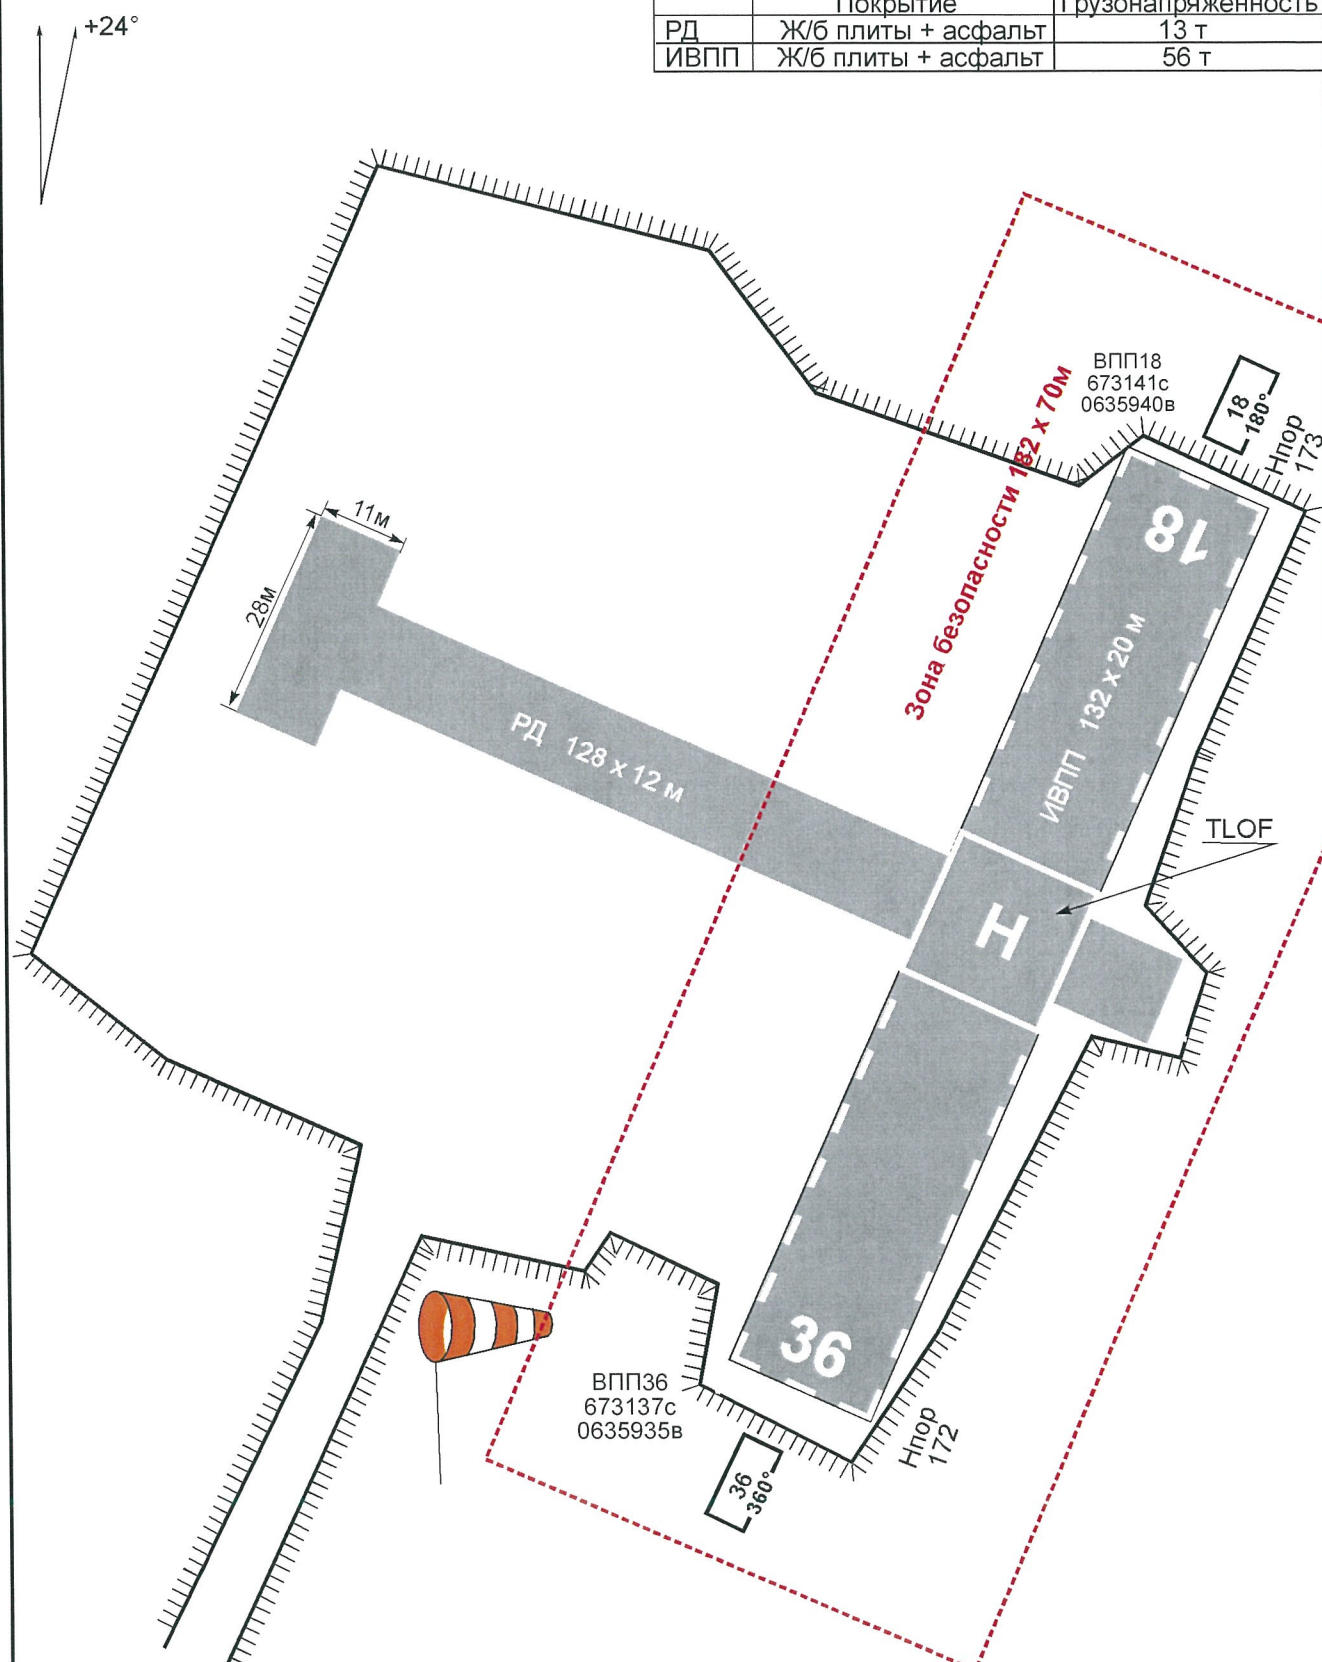 +24°
Покрытие Грузонапряженность
РД Ж/б плиты + асфальт 13 т
ИВПП Ж/б плиты + асфальт 56 т
ВПП18
673141с
0635940в
18
180°
Нпор
173
Зона безопасности 182 х 70м
11м
28м
18
ИВПП 132 х 20 м
РД 128 х 12 м
TLOF
H
36
ВПП36
673137с
0635935в
Нпор
172
36
360°